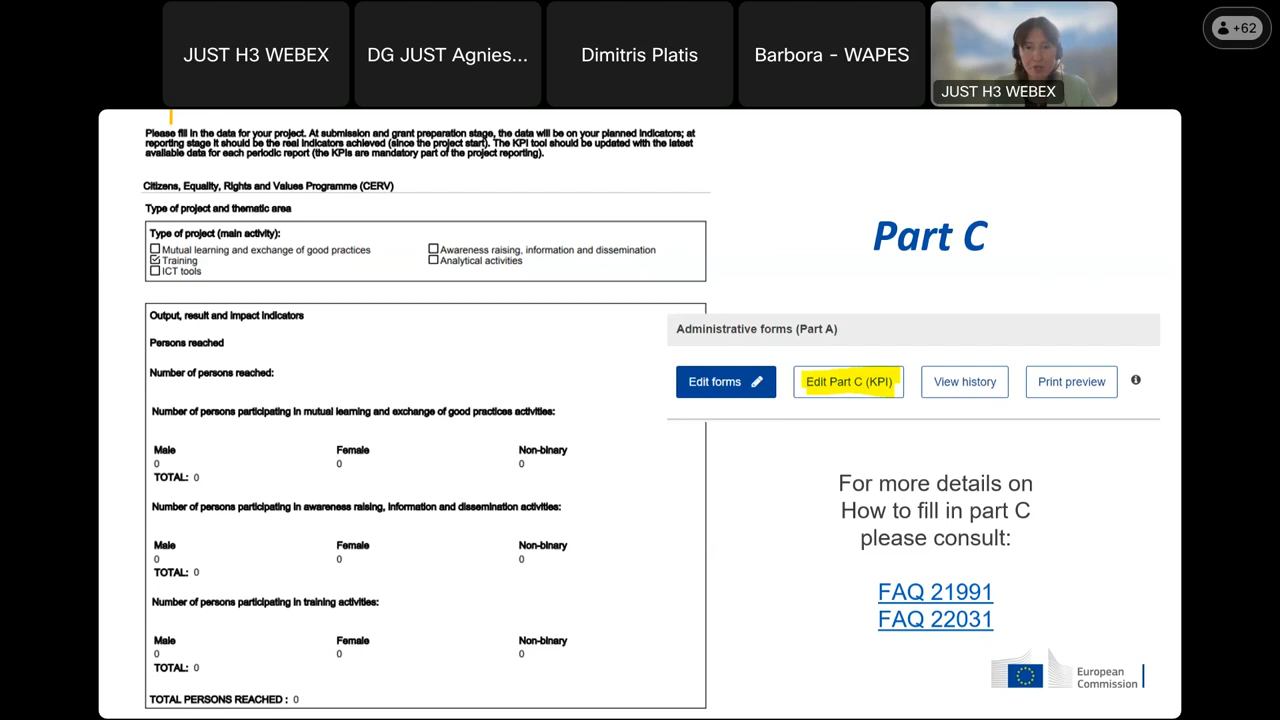 JUST H3 WEBEX
DG JUST Agnies...
Dimitris Platis
Barbora - WAPES
JUST H3 WEBEX
+62
Please fill in the data for your project. At submission and grant preparation stage, the data will be on your planned indicators; at
reporting stage it should be the real indicators achieved (since the project start). The KPI tool should be updated with the latest
available data for each periodic report (the KPIs are mandatory part of the project reporting).
Citizens, Equality, Rights and Values Programme (CERV)
Type of project and thematic area
Type of project (main activity):
Mutual learning and exchange of good practices
Awareness raising, information and dissemination
Training
Analytical activities
ICT tools
Output, result and impact indicators
Persons reached
Number of persons reached:
Number of persons participating in mutual learning and exchange of good practices activities:
Male Female Non-binary
0 0 0
TOTAL: 0
Number of persons participating in awareness raising, information and dissemination activities:
Male Female Non-binary
0 0 0
TOTAL: 0
Number of persons participating in training activities:
Male Female Non-binary
0 0 0
TOTAL: 0
TOTAL PERSONS REACHED : 0
Part C
Administrative forms (Part A)
Edit forms
Edit Part C (KPI)
View history
Print preview
For more details on
How to fill in part C
please consult:
FAQ 21991
FAQ 22031
European
Commission